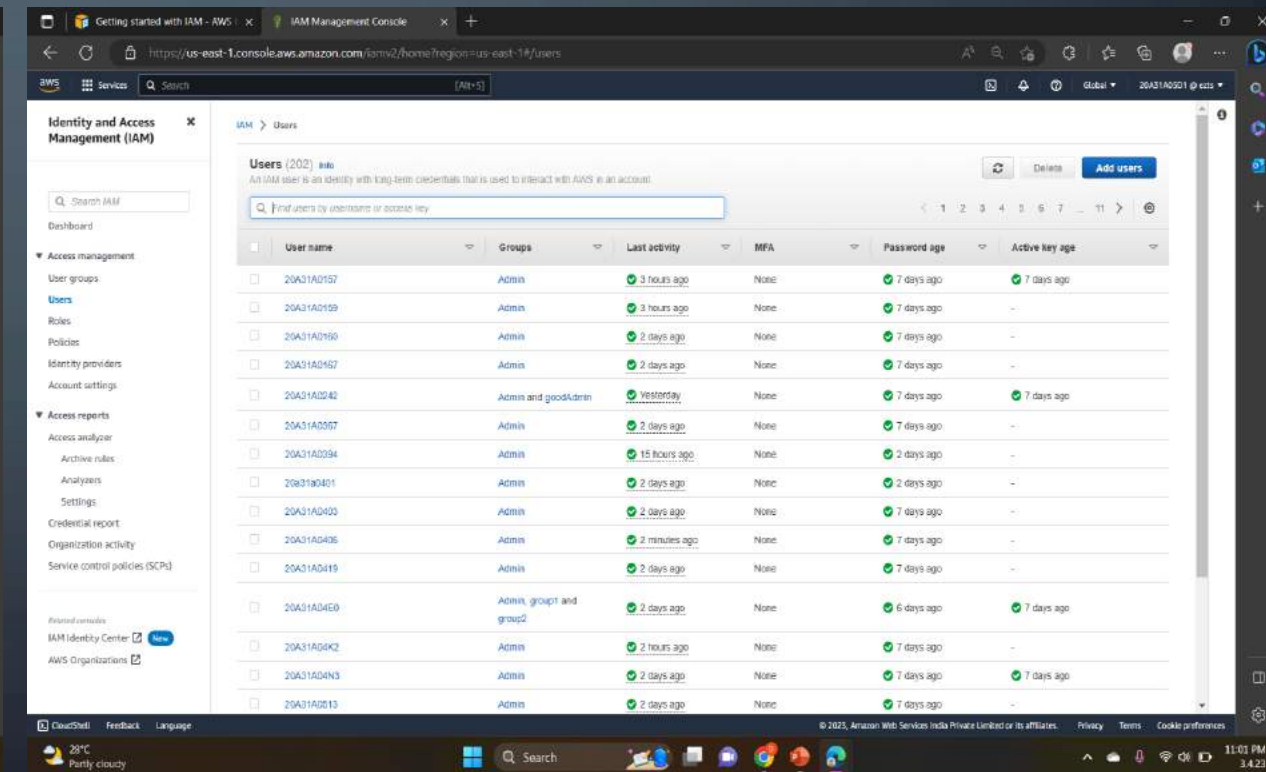 Getting started with IAM - AWS
IAM Management Console
https://us-east-1.console.aws.amazon.com/iamv2/home?region=us-east-1#/users
aws
Services
Search
[Alt+S]
Global
20A31A05D1 @ ezts
Identity and Access Management (IAM)
Search IAM
Dashboard
Access management
User groups
Users
Roles
Policies
Identity providers
Account settings
Access reports
Access analyzer
Archive rules
Analyzers
Settings
Credential report
Organization activity
Service control policies (SCPs)
Related consoles
IAM Identity Center New
AWS Organizations
IAM > Users
Users (202) Info
An IAM user is an identity with long-term credentials that is used to interact with AWS in an account.
Delete
Add users
Find users by username or access key
1 2 3 4 5 6 7 ... 11
User name Groups Last activity MFA Password age Active key age
20A31A0157 Admin 3 hours ago None 7 days ago 7 days ago
20A31A0159 Admin 3 hours ago None 7 days ago -
20A31A0160 Admin 2 days ago None 7 days ago -
20A31A0167 Admin 2 days ago None 7 days ago -
20A31A0242 Admin and goodAdmin Yesterday None 7 days ago 7 days ago
20A31A0367 Admin 2 days ago None 7 days ago -
20A31A0394 Admin 15 hours ago None 2 days ago -
20a31a0401 Admin 2 days ago None 2 days ago -
20A31A0403 Admin 2 days ago None 7 days ago -
20A31A0406 Admin 2 minutes ago None 7 days ago -
20A31A0419 Admin 2 days ago None 7 days ago -
20A31A04E0 Admin, group1 and group2 2 days ago None 6 days ago 7 days ago
20A31A04K2 Admin 2 hours ago None 7 days ago -
20A31A04N3 Admin 2 days ago None 7 days ago 7 days ago
20A31A0513 Admin 2 days ago None 7 days ago -
CloudShell Feedback Language
© 2023, Amazon Web Services India Private Limited or its affiliates. Privacy Terms Cookie preferences
28°C
Partly cloudy
Search
11:01 PM
3.4.23